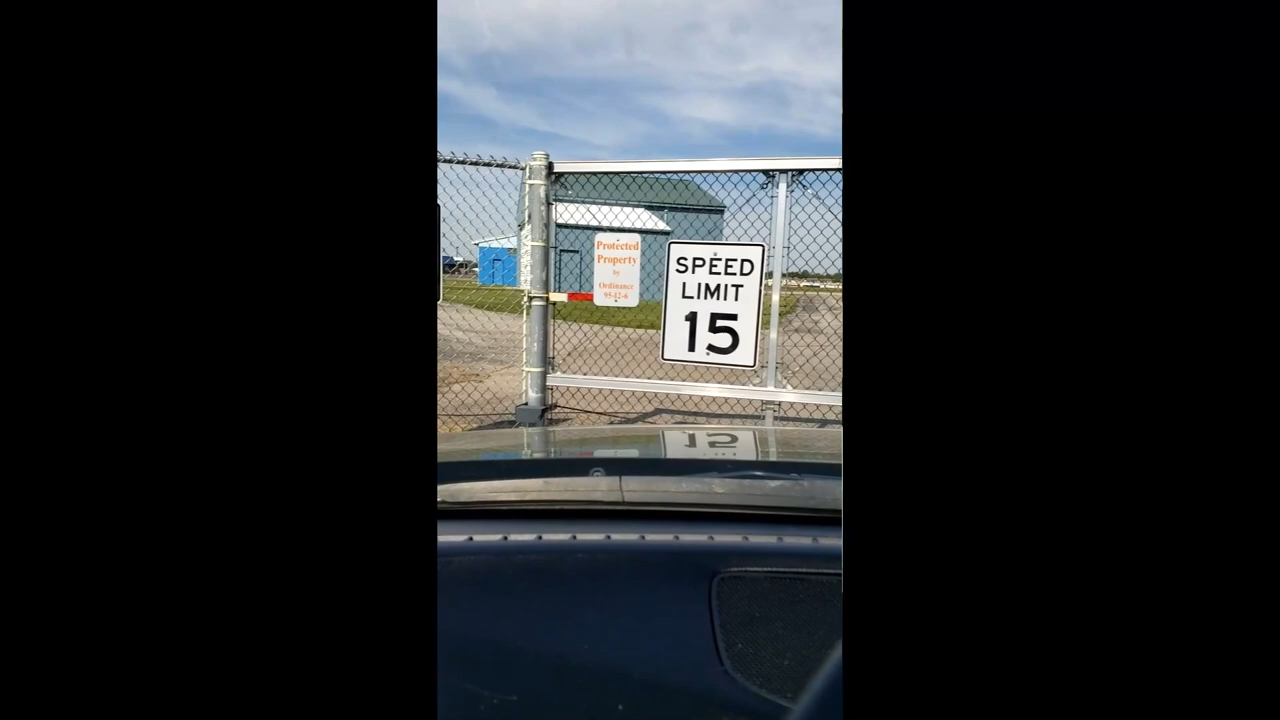 Protected
Property
by
Ordinance
95-12-6
SPEED
LIMIT
15